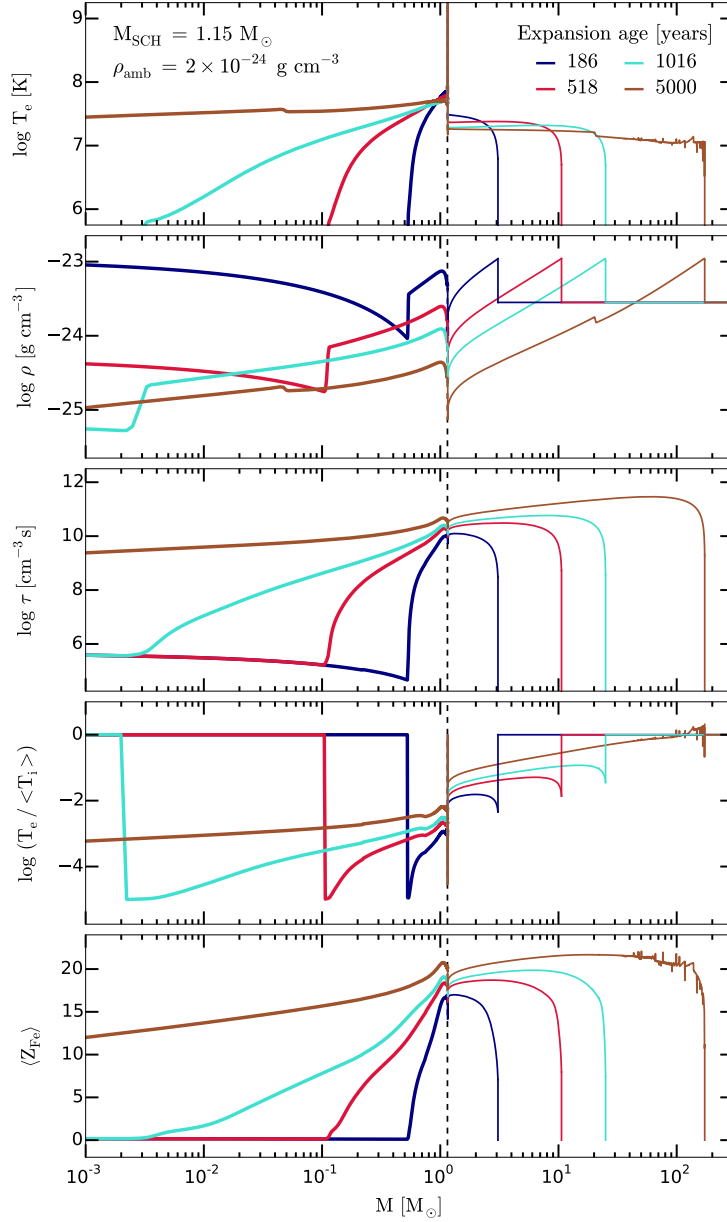 M_SCH = 1.15 M_⊙
ρ_amb = 2 × 10^−24 g cm^−3
Expansion age [years]
186 1016
518 5000
log T_e [K]
9
8
7
6
log ρ [g cm^−3]
−23
−24
−25
log τ [cm^−3 s]
12
10
8
6
log (T_e / <T_i>)
0
−2
−4
⟨Z_Fe⟩
20
15
10
5
0
10^−3 10^−2 10^−1 10^0 10^1 10^2
M [M_⊙]